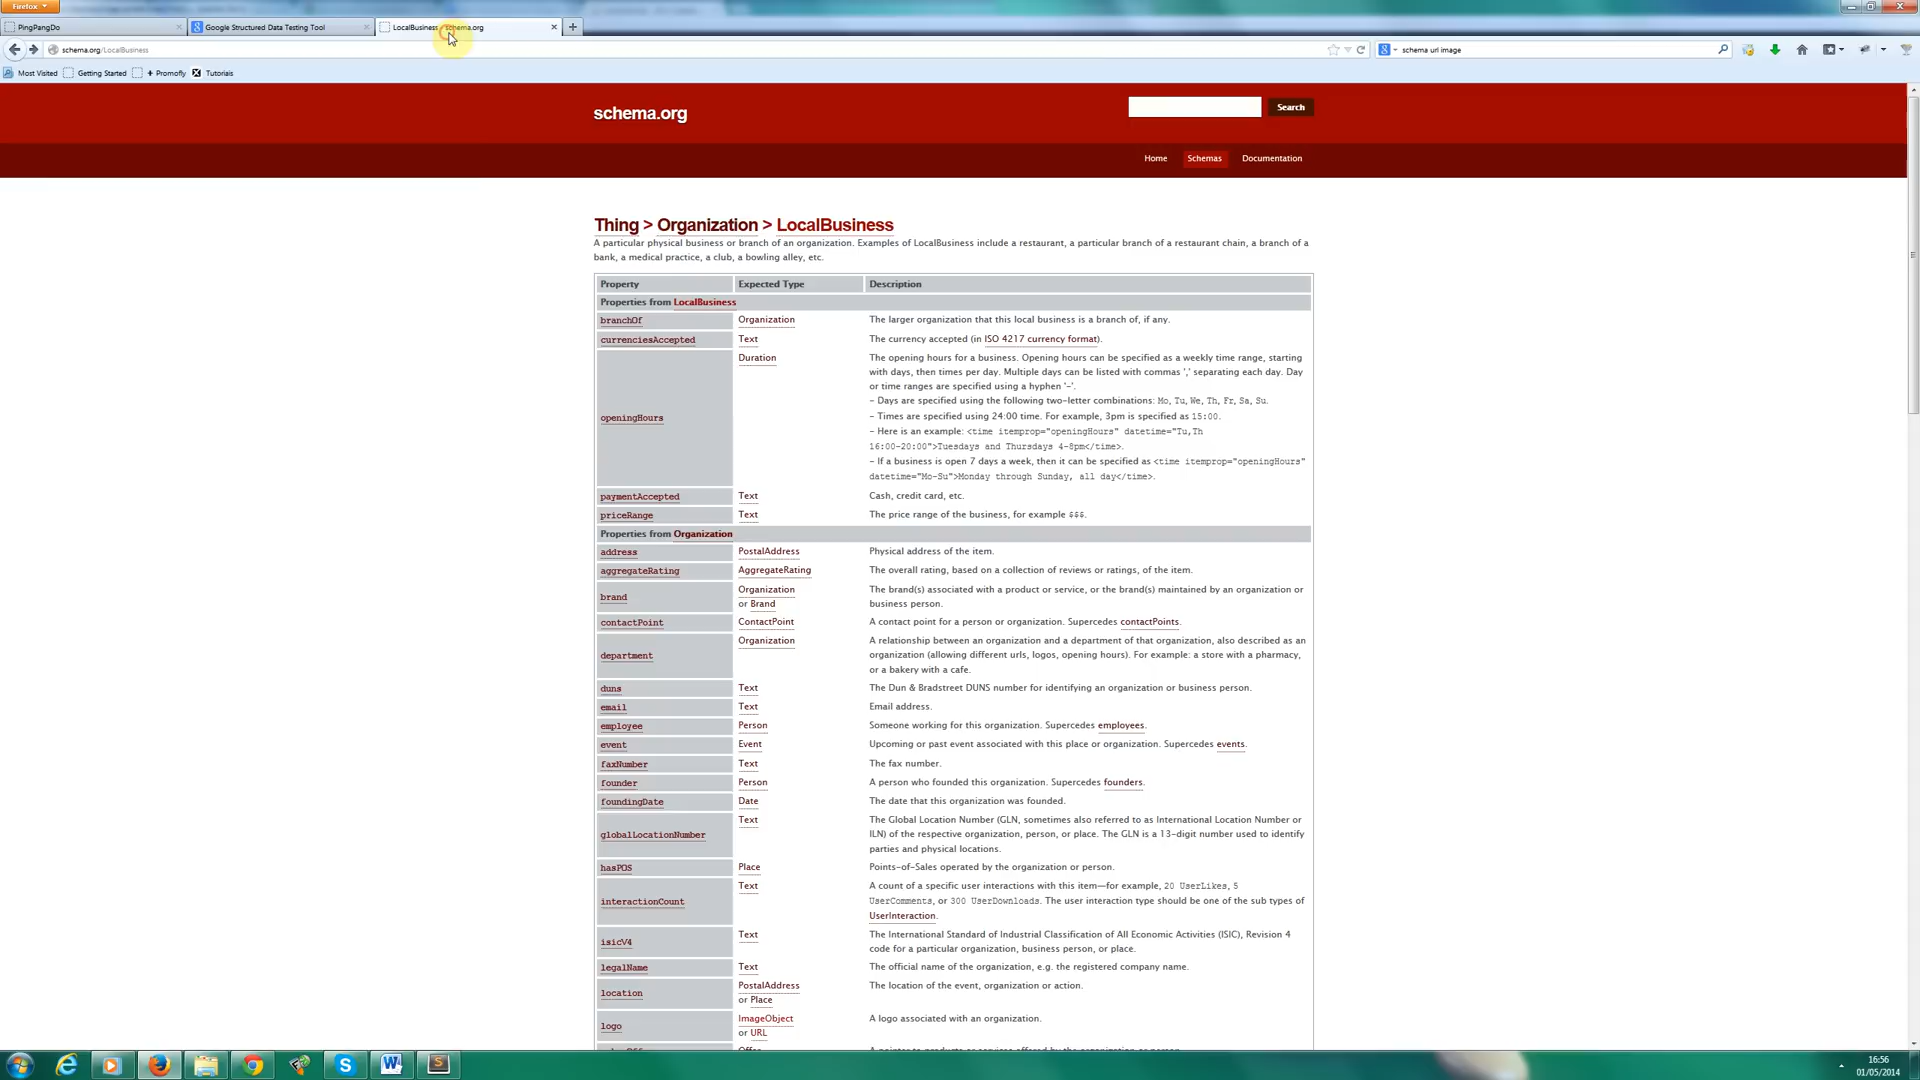 Firefox
PingPangDo
Google Structured Data Testing Tool
LocalBusiness - schema.org
schema.org/LocalBusiness
schema url image
Most Visited
Getting Started
+ Promofly
Tutorials
schema.org
Search
Home
Schemas
Documentation
Thing > Organization > LocalBusiness
A particular physical business or branch of an organization. Examples of LocalBusiness include a restaurant, a particular branch of a restaurant chain, a branch of a
bank, a medical practice, a club, a bowling alley, etc.
Property Expected Type Description
Properties from LocalBusiness
branchOf Organization The larger organization that this local business is a branch of, if any.
currenciesAccepted Text The currency accepted (in ISO 4217 currency format).
openingHours Duration The opening hours for a business. Opening hours can be specified as a weekly time range, starting
with days, then times per day. Multiple days can be listed with commas ',' separating each day. Day
or time ranges are specified using a hyphen '-'.
- Days are specified using the following two-letter combinations: Mo, Tu, We, Th, Fr, Sa, Su.
- Times are specified using 24:00 time. For example, 3pm is specified as 15:00.
- Here is an example: <time itemprop="openingHours" datetime="Tu,Th
16:00-20:00">Tuesdays and Thursdays 4-8pm</time>.
- If a business is open 7 days a week, then it can be specified as <time itemprop="openingHours"
datetime="Mo-Su">Monday through Sunday, all day</time>.
paymentAccepted Text Cash, credit card, etc.
priceRange Text The price range of the business, for example $$$.
Properties from Organization
address PostalAddress Physical address of the item.
aggregateRating AggregateRating The overall rating, based on a collection of reviews or ratings, of the item.
brand Organization The brand(s) associated with a product or service, or the brand(s) maintained by an organization or
or Brand business person.
contactPoint ContactPoint A contact point for a person or organization. Supercedes contactPoints.
department Organization A relationship between an organization and a department of that organization, also described as an
organization (allowing different urls, logos, opening hours). For example: a store with a pharmacy,
or a bakery with a cafe.
duns Text The Dun & Bradstreet DUNS number for identifying an organization or business person.
email Text Email address.
employee Person Someone working for this organization. Supercedes employees.
event Event Upcoming or past event associated with this place or organization. Supercedes events.
faxNumber Text The fax number.
founder Person A person who founded this organization. Supercedes founders.
foundingDate Date The date that this organization was founded.
globalLocationNumber Text The Global Location Number (GLN, sometimes also referred to as International Location Number or
ILN) of the respective organization, person, or place. The GLN is a 13-digit number used to identify
parties and physical locations.
hasPOS Place Points-of-Sales operated by the organization or person.
interactionCount Text A count of a specific user interactions with this item—for example, 20 UserLikes, 5
UserComments, or 300 UserDownloads. The user interaction type should be one of the sub types of
UserInteraction.
isicV4 Text The International Standard of Industrial Classification of All Economic Activities (ISIC), Revision 4
code for a particular organization, business person, or place.
legalName Text The official name of the organization, e.g. the registered company name.
location PostalAddress The location of the event, organization or action.
or Place
logo ImageObject A logo associated with an organization.
or URL
16:56
01/05/2014